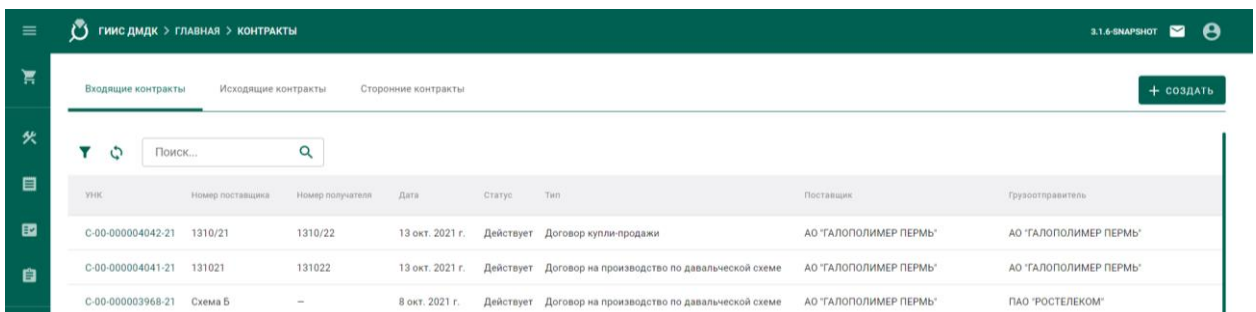 ГИИС ДМДК > ГЛАВНАЯ > КОНТРАКТЫ 3.1.6-SNAPSHOT
Входящие контракты Исходящие контракты Сторонние контракты + СОЗДАТЬ
Поиск...
УНК Номер поставщика Номер получателя Дата Статус Тип Поставщик Грузоотправитель
C-00-000004042-21 1310/21 1310/22 13 окт. 2021 г. Действует Договор купли-продажи АО "ГАЛОПОЛИМЕР ПЕРМЬ" АО "ГАЛОПОЛИМЕР ПЕРМЬ"
C-00-000004041-21 131021 131022 13 окт. 2021 г. Действует Договор на производство по давальческой схеме АО "ГАЛОПОЛИМЕР ПЕРМЬ" АО "ГАЛОПОЛИМЕР ПЕРМЬ"
C-00-000003968-21 Схема Б — 8 окт. 2021 г. Действует Договор на производство по давальческой схеме АО "ГАЛОПОЛИМЕР ПЕРМЬ" ПАО "РОСТЕЛЕКОМ"